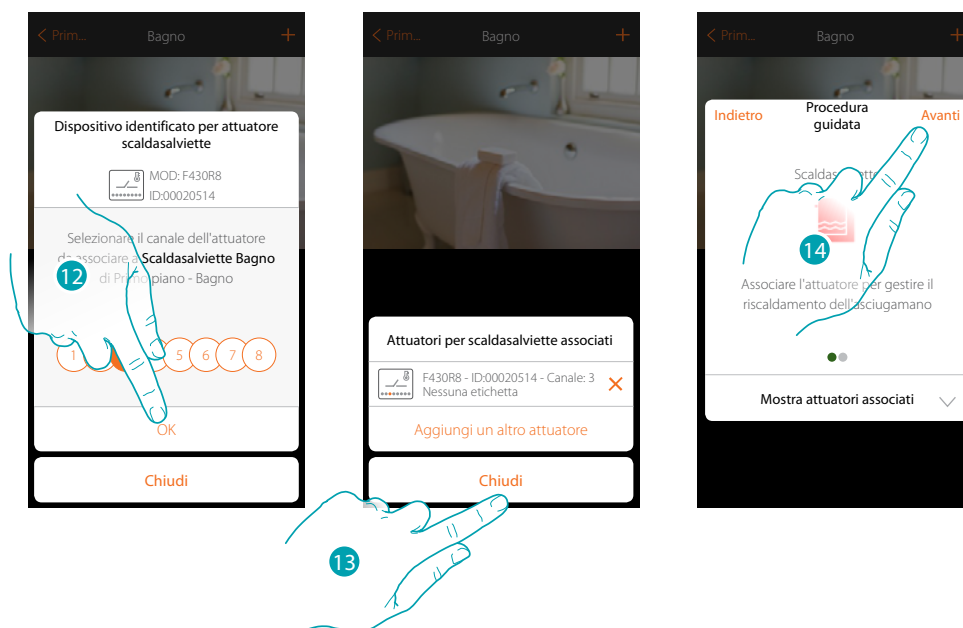 Prim...
Bagno
+
Dispositivo identificato per attuatore
scaldasalviette
MOD: F430R8
ID:00020514
Selezionare il canale dell'attuatore
associare a Scaldasalviette Bagno
di Primo piano - Bagno
12
1
5
6
7
8
OK
Chiudi
Prim...
Bagno
+
Attuatori per scaldasalviette associati
F430R8 - ID:00020514 - Canale: 3
Nessuna etichetta
Aggiungi un altro attuatore
Chiudi
13
Prim...
Bagno
+
Indietro
Procedura
guidata
Avanti
14
Associare l'attuatore per gestire il
riscaldamento dell'asciugamano
Mostra attuatori associati